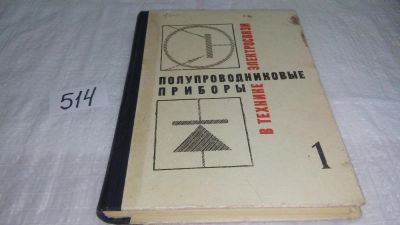 514
ПОЛУПРОВОДНИКОВЫЕ
ПРИБОРЫ
В ТЕХНИКЕ
ЭЛЕКТРОСВЯЗИ
1